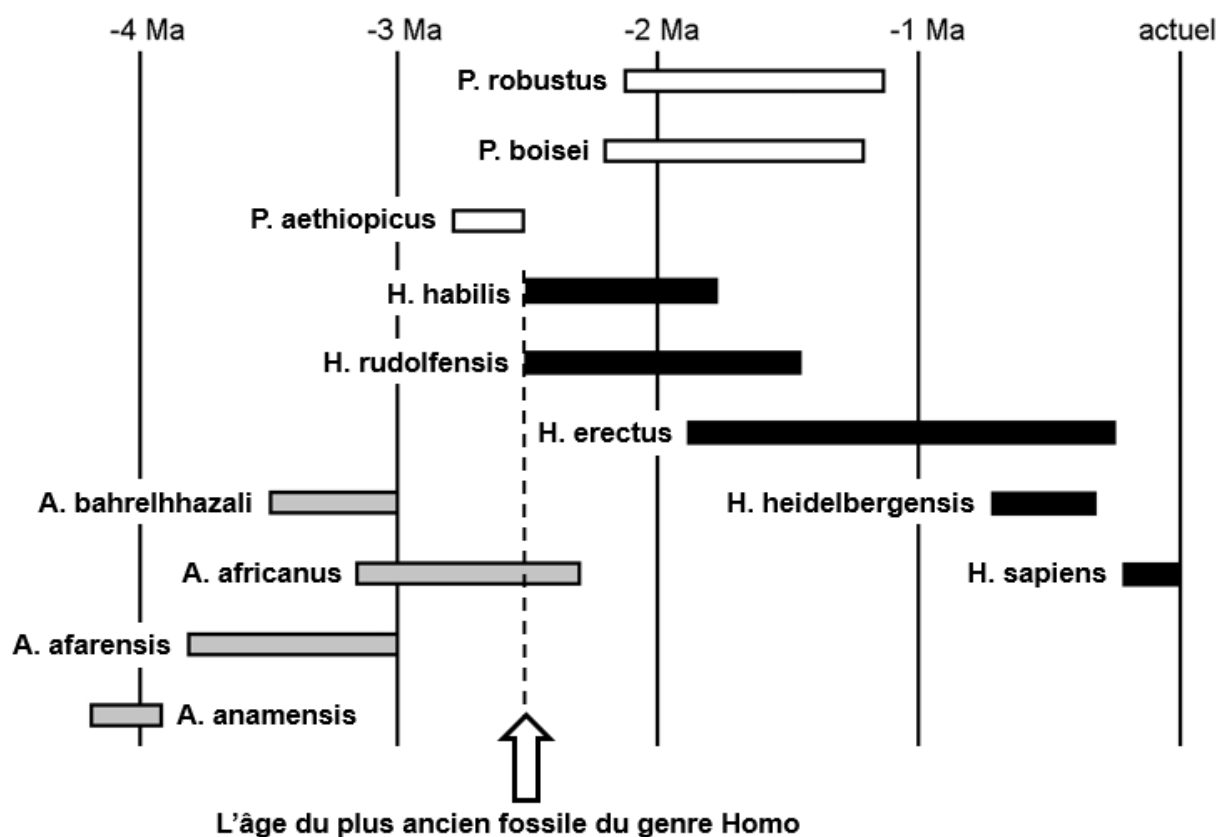 -4 Ma -3 Ma -2 Ma -1 Ma actuel
P. robustus
P. boisei
P. aethiopicus
H. habilis
H. rudolfensis
H. erectus
A. bahrelhhazali H. heidelbergensis
A. africanus H. sapiens
A. afarensis
A. anamensis
L’âge du plus ancien fossile du genre Homo